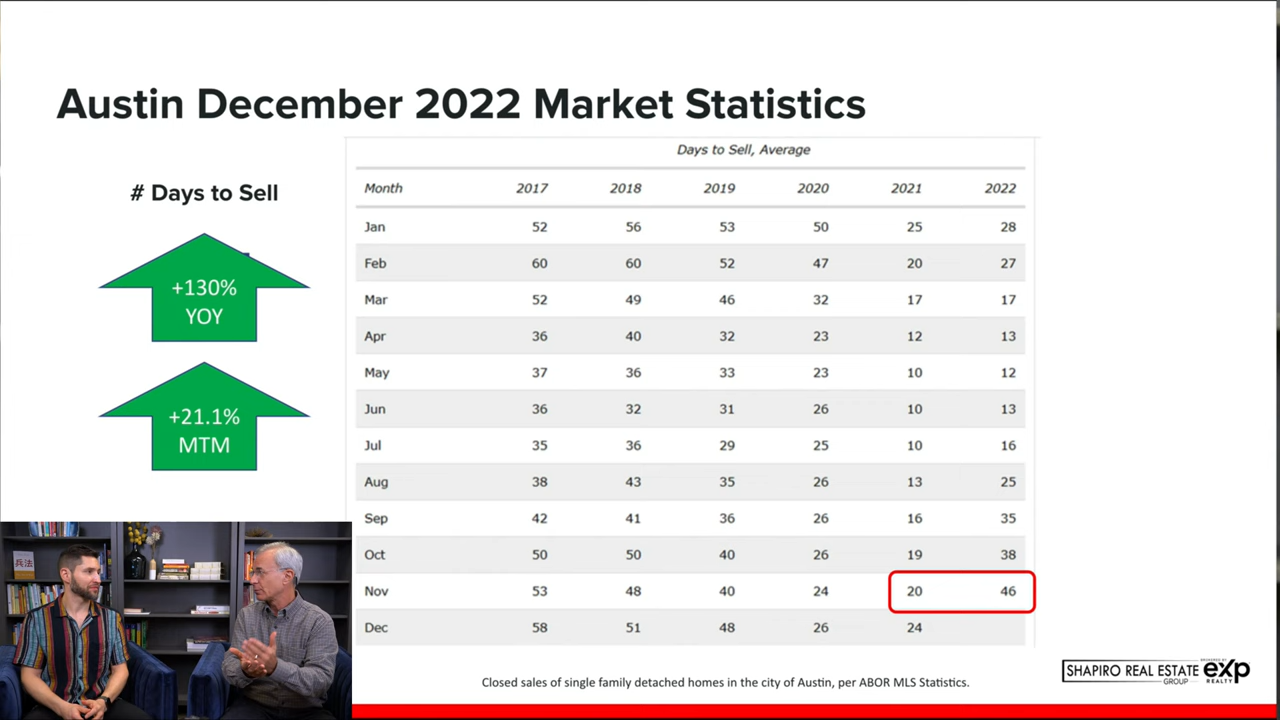 Austin December 2022 Market Statistics
# Days to Sell
+130%
YOY
+21.1%
MTM
Days to Sell, Average
Month 2017 2018 2019 2020 2021 2022
Jan 52 56 53 50 25 28
Feb 60 60 52 47 20 27
Mar 52 49 46 32 17 17
Apr 36 40 32 23 12 13
May 37 36 33 23 10 12
Jun 36 32 31 26 10 13
Jul 35 36 29 25 10 16
Aug 38 43 35 26 13 25
Sep 42 41 36 26 16 35
Oct 50 50 40 26 19 38
Nov 53 48 40 24 20 46
Dec 58 51 48 26 24
兵法
Closed sales of single family detached homes in the city of Austin, per ABOR MLS Statistics.
SHAPIRO REAL ESTATE
GROUP
BROKERED BY
eXp
REALTY